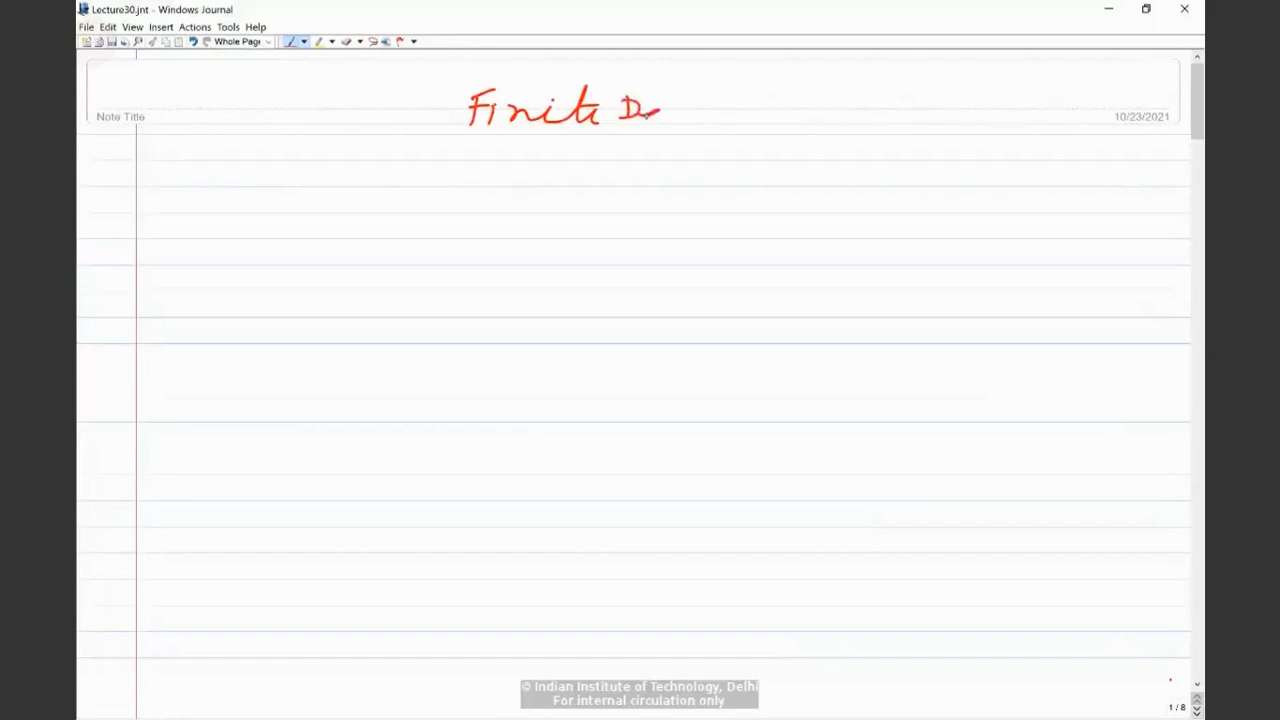 Lecture30.jnt - Windows Journal
File Edit View Insert Actions Tools Help
Whole Pag
Finite D
Note Title
10/23/2021
© Indian Institute of Technology, Delhi
For internal circulation only
1 / 8